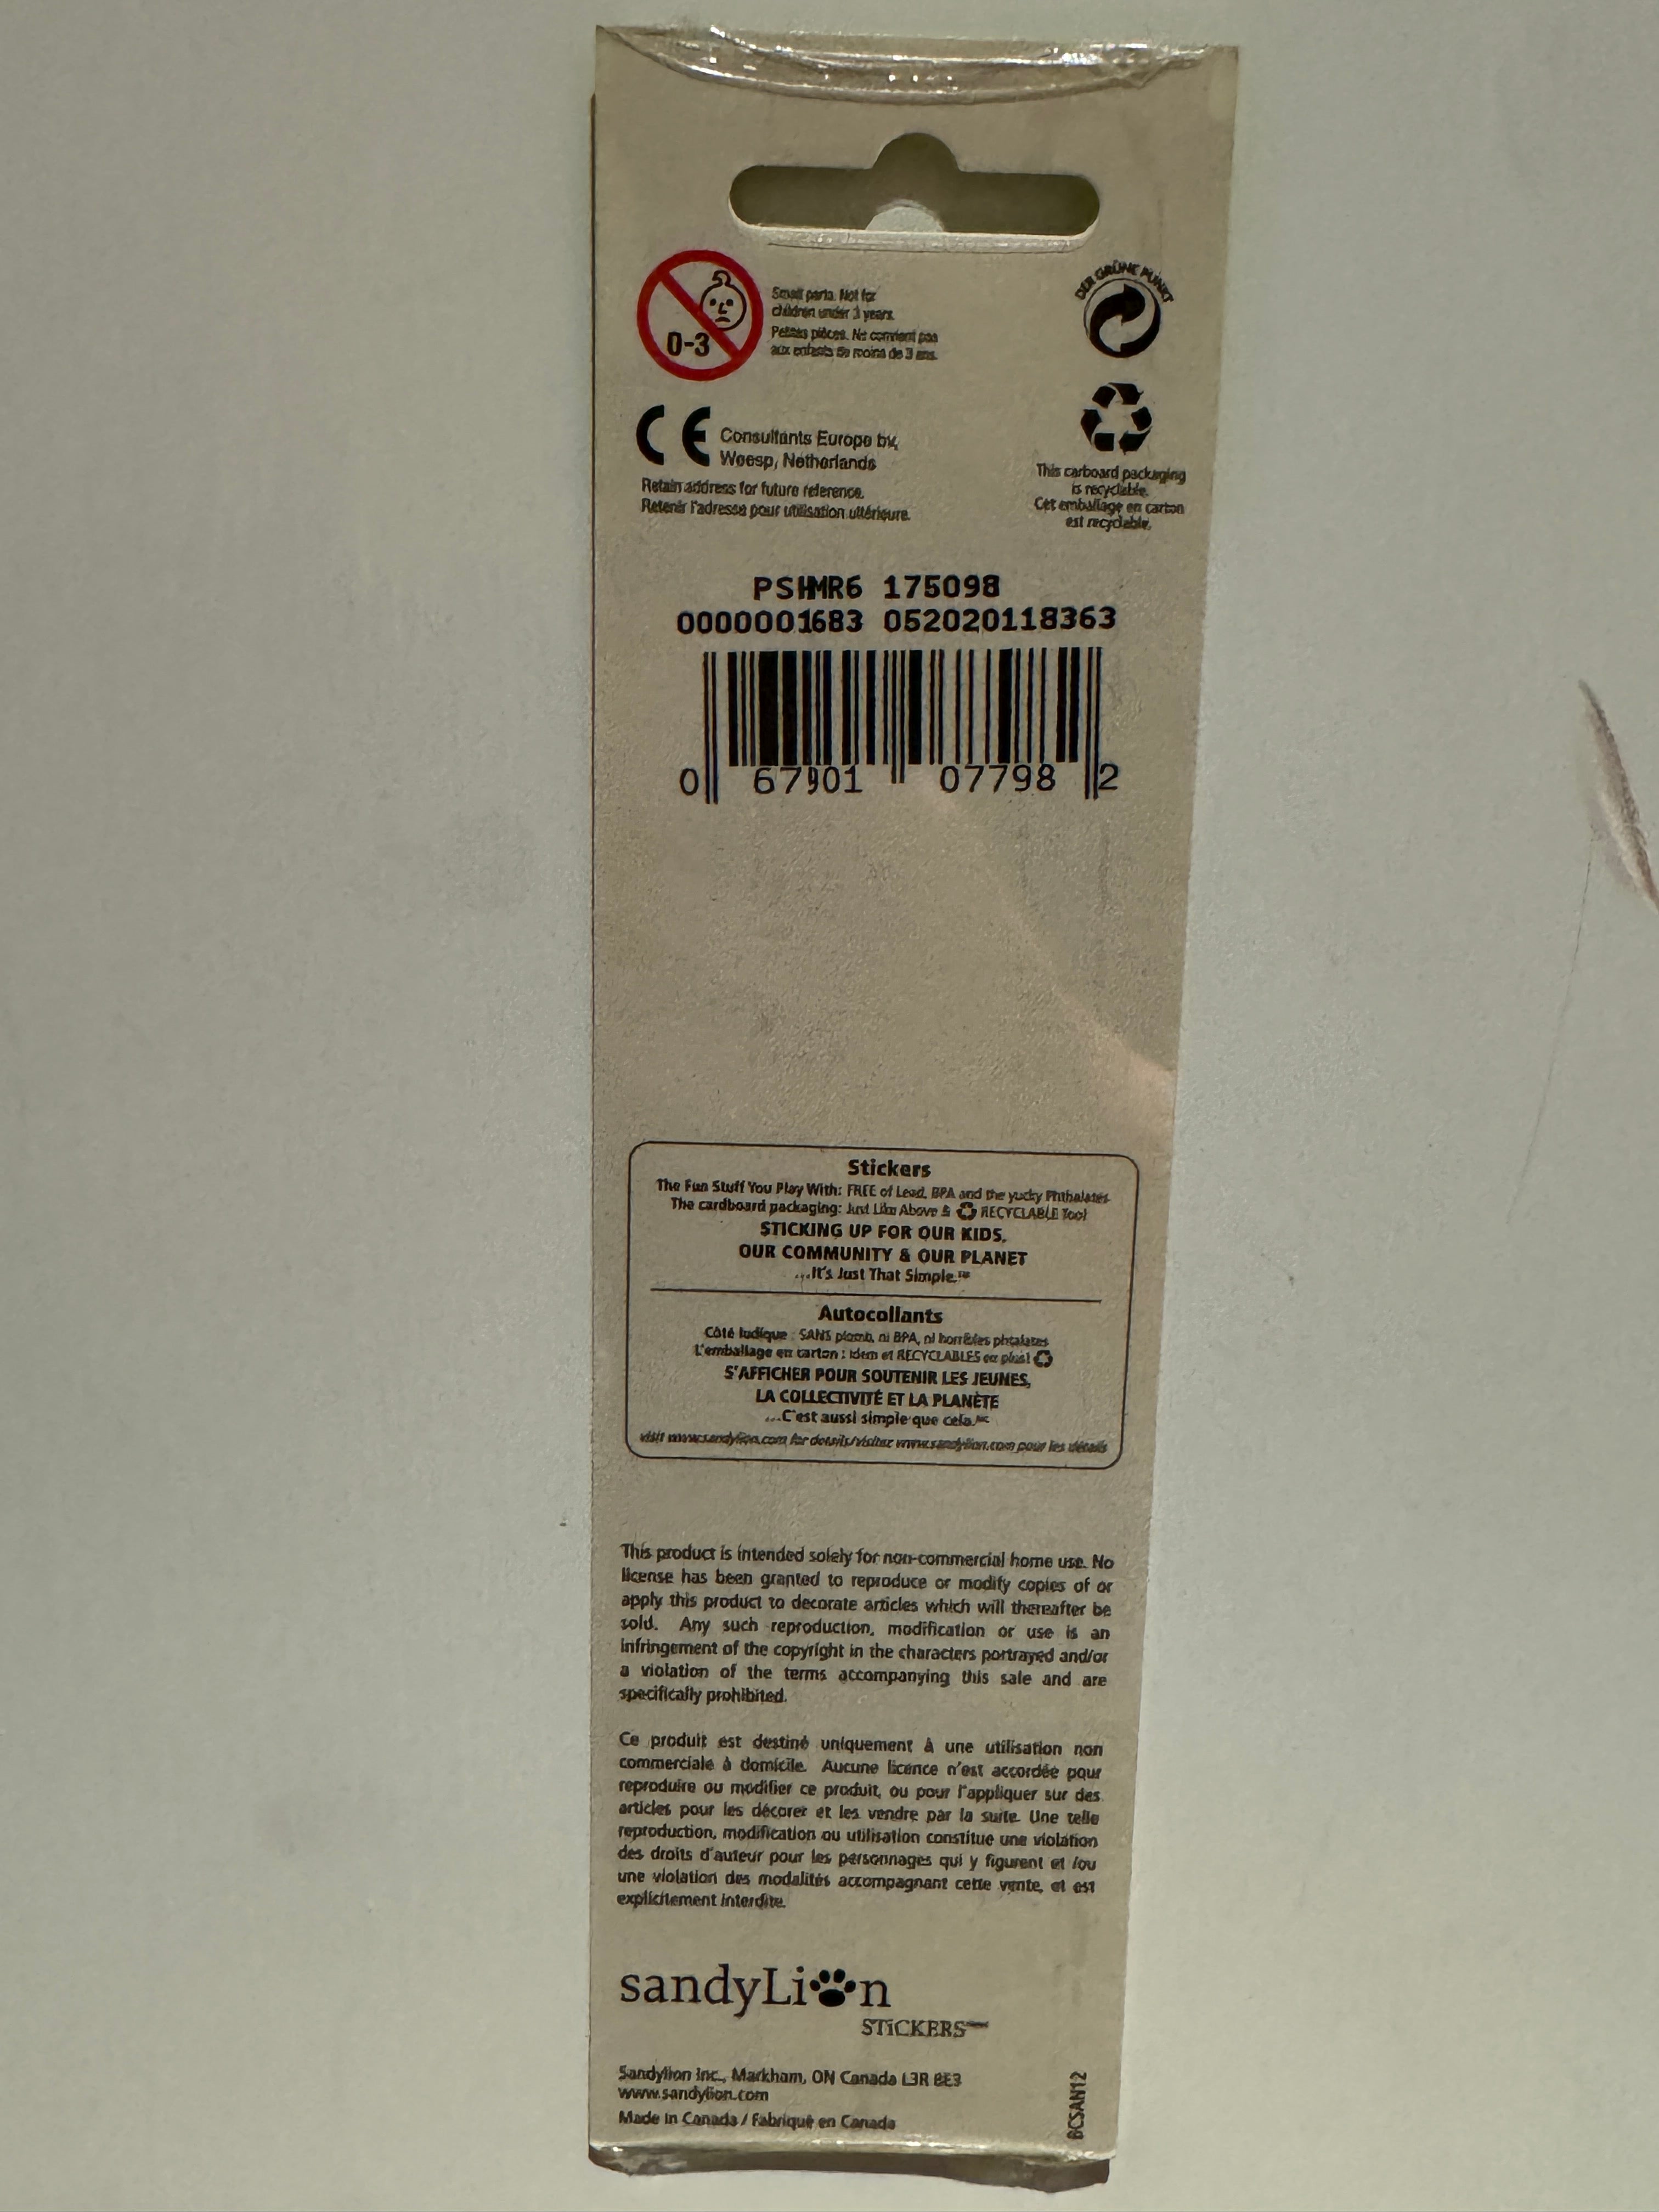 0-3
Small parts. Not for
children under 3 years.
Petites pièces. Ne convient pas
aux enfants de moins de 3 ans.
DER GRÜNE PUNKT
CE Consultants Europe bv,
Weesp, Netherlands
Retain address for future reference.
Retenir l'adresse pour utilisation ultérieure.
This carboard packaging
is recyclable.
Cet emballage en carton
est recyclable.
PSHMR6 175098
0000001683 052020118363
0 67901 07798 2
Stickers
The Fun Stuff You Play With: FREE of Lead, BPA and the yucky Phthalates
The cardboard packaging: Just Like Above & RECYCLABLE Too!
STICKING UP FOR OUR KIDS,
OUR COMMUNITY & OUR PLANET
...It's Just That Simple.™
Autocollants
Côté ludique : SANS plomb, ni BPA, ni horribles phtalates
L'emballage en carton : idem et RECYCLABLES en plus!
S'AFFICHER POUR SOUTENIR LES JEUNES,
LA COLLECTIVITÉ ET LA PLANÈTE
...C'est aussi simple que cela.MC
visit www.sandylion.com for details/visitez www.sandylion.com pour les détails
This product is intended solely for non-commercial home use. No
license has been granted to reproduce or modify copies of or
apply this product to decorate articles which will thereafter be
sold. Any such reproduction, modification or use is an
infringement of the copyright in the characters portrayed and/or
a violation of the terms accompanying this sale and are
specifically prohibited.
Ce produit est destiné uniquement à une utilisation non
commerciale à domicile. Aucune licence n'est accordée pour
reproduire ou modifier ce produit, ou pour l'appliquer sur des
articles pour les décorer et les vendre par la suite. Une telle
reproduction, modification ou utilisation constitue une violation
des droits d'auteur pour les personnages qui y figurent et /ou
une violation des modalités accompagnant cette vente, et est
explicitement interdite.
sandyLion
STiCKERS
Sandylion Inc., Markham, ON Canada L3R 8E3
www.sandylion.com
Made in Canada / Fabriqué en Canada
BCSAN12